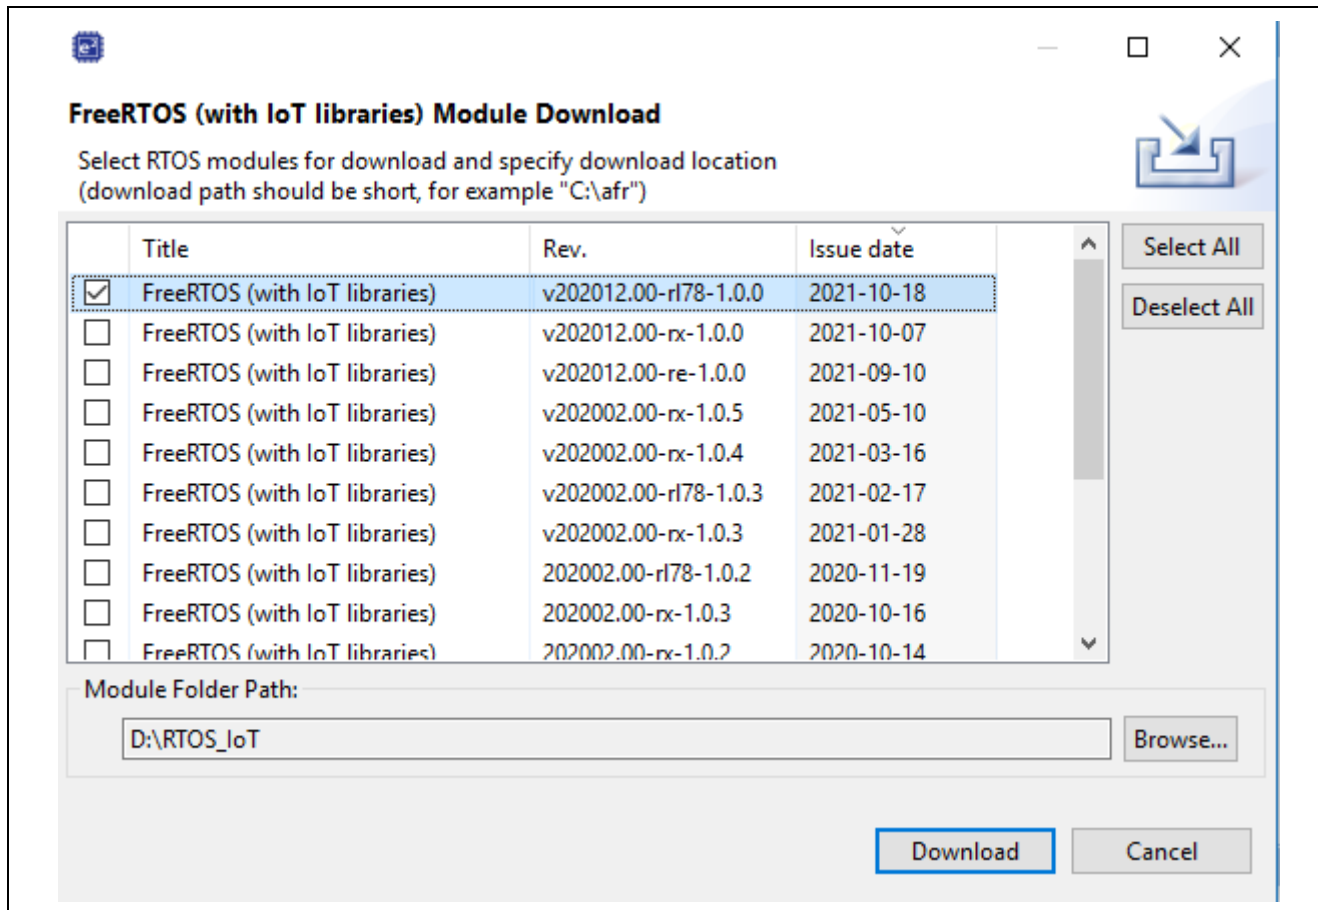 FreeRTOS (with IoT libraries) Module Download
Select RTOS modules for download and specify download location
(download path should be short, for example "C:\afr")
Title Rev. Issue date
FreeRTOS (with IoT libraries) v202012.00-rl78-1.0.0 2021-10-18
FreeRTOS (with IoT libraries) v202012.00-rx-1.0.0 2021-10-07
FreeRTOS (with IoT libraries) v202012.00-re-1.0.0 2021-09-10
FreeRTOS (with IoT libraries) v202002.00-rx-1.0.5 2021-05-10
FreeRTOS (with IoT libraries) v202002.00-rx-1.0.4 2021-03-16
FreeRTOS (with IoT libraries) v202002.00-rl78-1.0.3 2021-02-17
FreeRTOS (with IoT libraries) v202002.00-rx-1.0.3 2021-01-28
FreeRTOS (with IoT libraries) 202002.00-rl78-1.0.2 2020-11-19
FreeRTOS (with IoT libraries) 202002.00-rx-1.0.3 2020-10-16
FreeRTOS (with IoT libraries) 202002.00-rx-1.0.2 2020-10-14
Select All
Deselect All
Module Folder Path:
D:\RTOS_IoT
Browse...
Download
Cancel